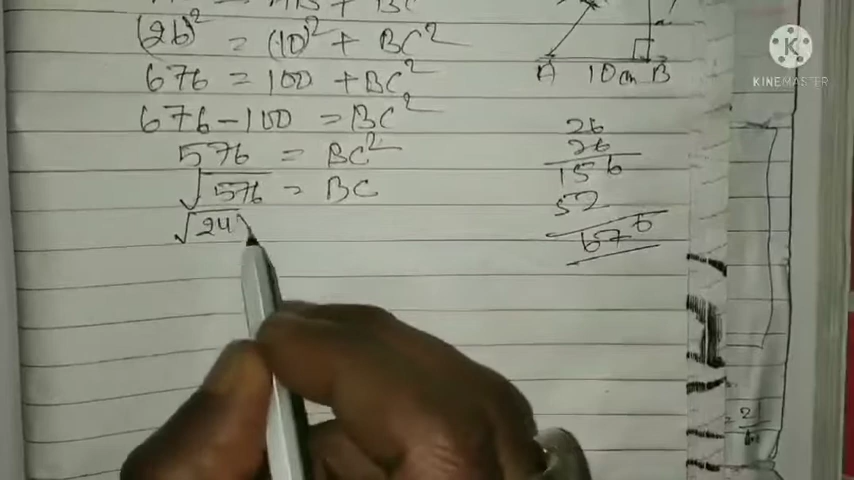 (26)² = (10)² + BC²
676 = 100 + BC²
676 - 100 = BC²
576 = BC²
√576 = BC
√24
A 10cm B
26
26
156
52
676
K
KINEMASTER